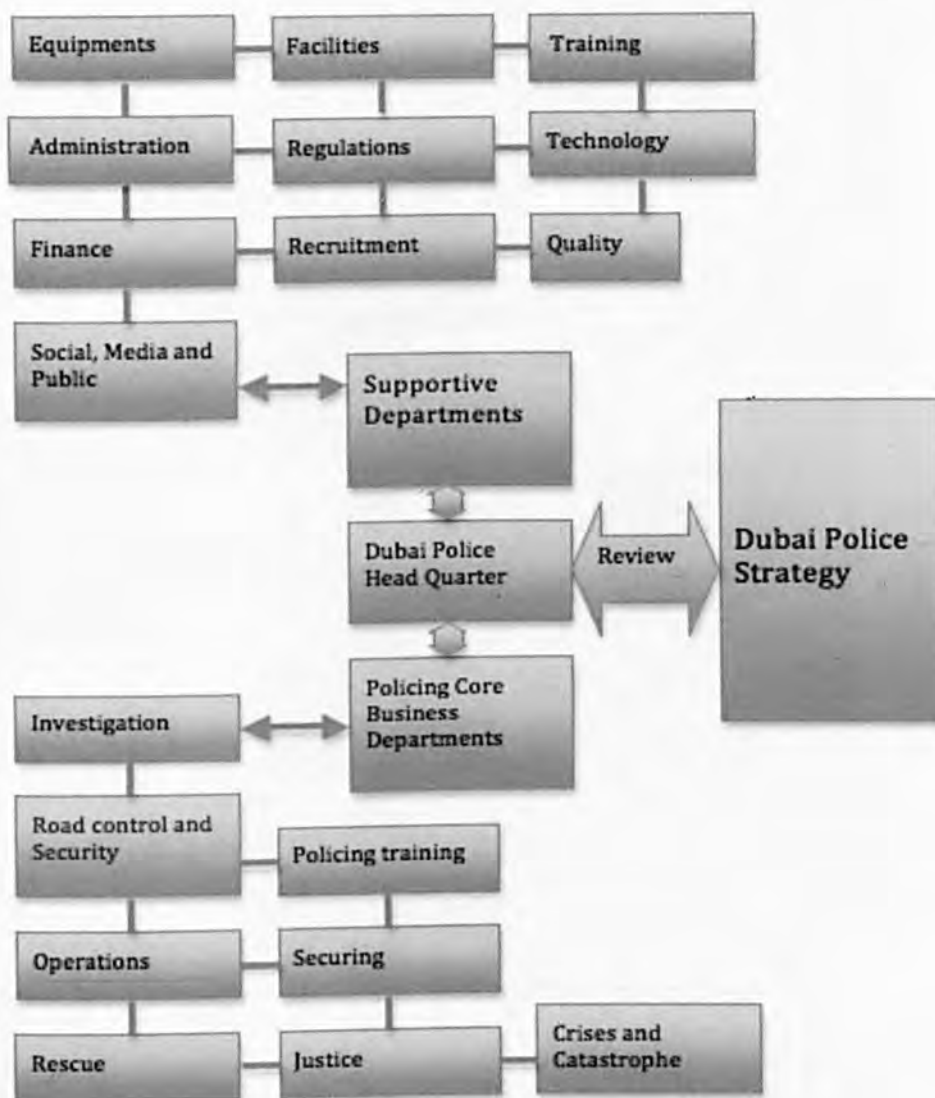 Equipments
Facilities
Training
Administration
Regulations
Technology
Finance
Recruitment
Quality
Social, Media and
Public
Supportive
Departments
Dubai Police
Head Quarter
Review
Dubai Police
Strategy
Policing Core
Business
Departments
Investigation
Road control and
Security
Policing training
Operations
Securing
Rescue
Justice
Crises and
Catastrophe